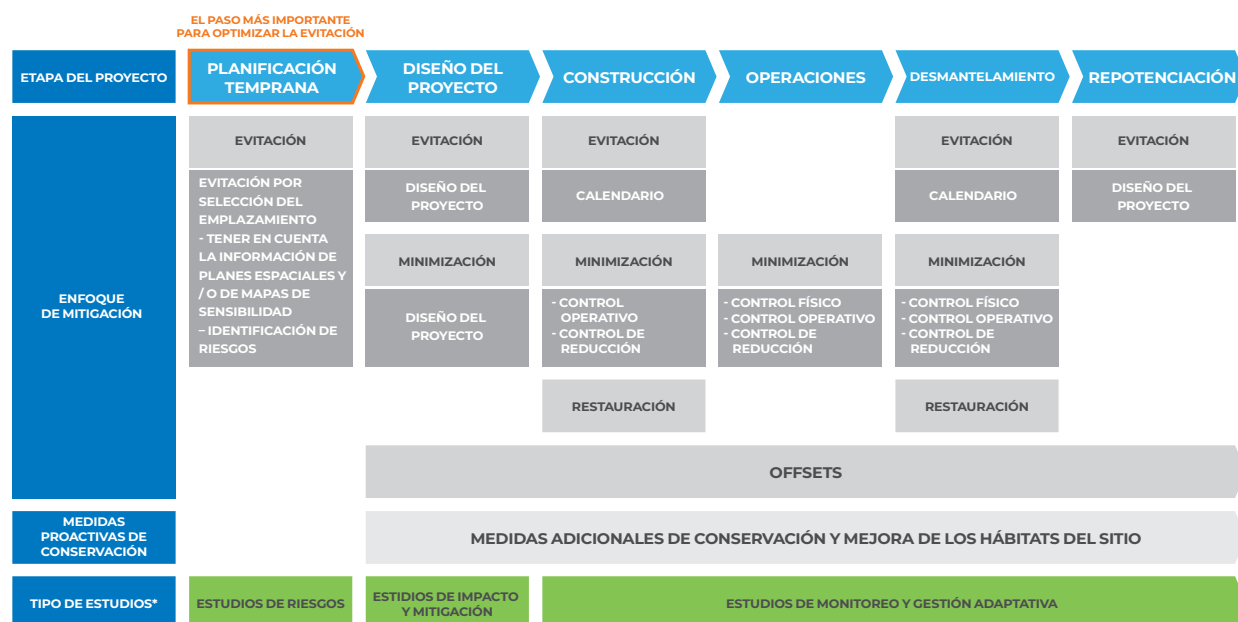 EL PASO MÁS IMPORTANTE
PARA OPTIMIZAR LA EVITACIÓN
ETAPA DEL PROYECTO
PLANIFICACIÓN
TEMPRANA
DISEÑO DEL
PROYECTO
CONSTRUCCIÓN
OPERACIONES
DESMANTELAMIENTO
REPOTENCIACIÓN
ENFOQUE
DE MITIGACIÓN
EVITACIÓN
EVITACIÓN POR
SELECCIÓN DEL
EMPLAZAMIENTO
- TENER EN CUENTA
LA INFORMACIÓN DE
PLANES ESPACIALES Y
/ O DE MAPAS DE
SENSIBILIDAD
– IDENTIFICACIÓN DE
RIESGOS
EVITACIÓN
DISEÑO DEL
PROYECTO
MINIMIZACIÓN
DISEÑO DEL
PROYECTO
EVITACIÓN
CALENDARIO
MINIMIZACIÓN
- CONTROL
OPERATIVO
- CONTROL DE
REDUCCIÓN
RESTAURACIÓN
MINIMIZACIÓN
- CONTROL FÍSICO
- CONTROL OPERATIVO
- CONTROL DE
REDUCCIÓN
EVITACIÓN
CALENDARIO
MINIMIZACIÓN
- CONTROL FÍSICO
- CONTROL OPERATIVO
- CONTROL DE
REDUCCIÓN
RESTAURACIÓN
EVITACIÓN
DISEÑO DEL
PROYECTO
OFFSETS
MEDIDAS
PROACTIVAS DE
CONSERVACIÓN
MEDIDAS ADICIONALES DE CONSERVACIÓN Y MEJORA DE LOS HÁBITATS DEL SITIO
TIPO DE ESTUDIOS*
ESTUDIOS DE RIESGOS
ESTIDIOS DE IMPACTO
Y MITIGACIÓN
ESTUDIOS DE MONITOREO Y GESTIÓN ADAPTATIVA